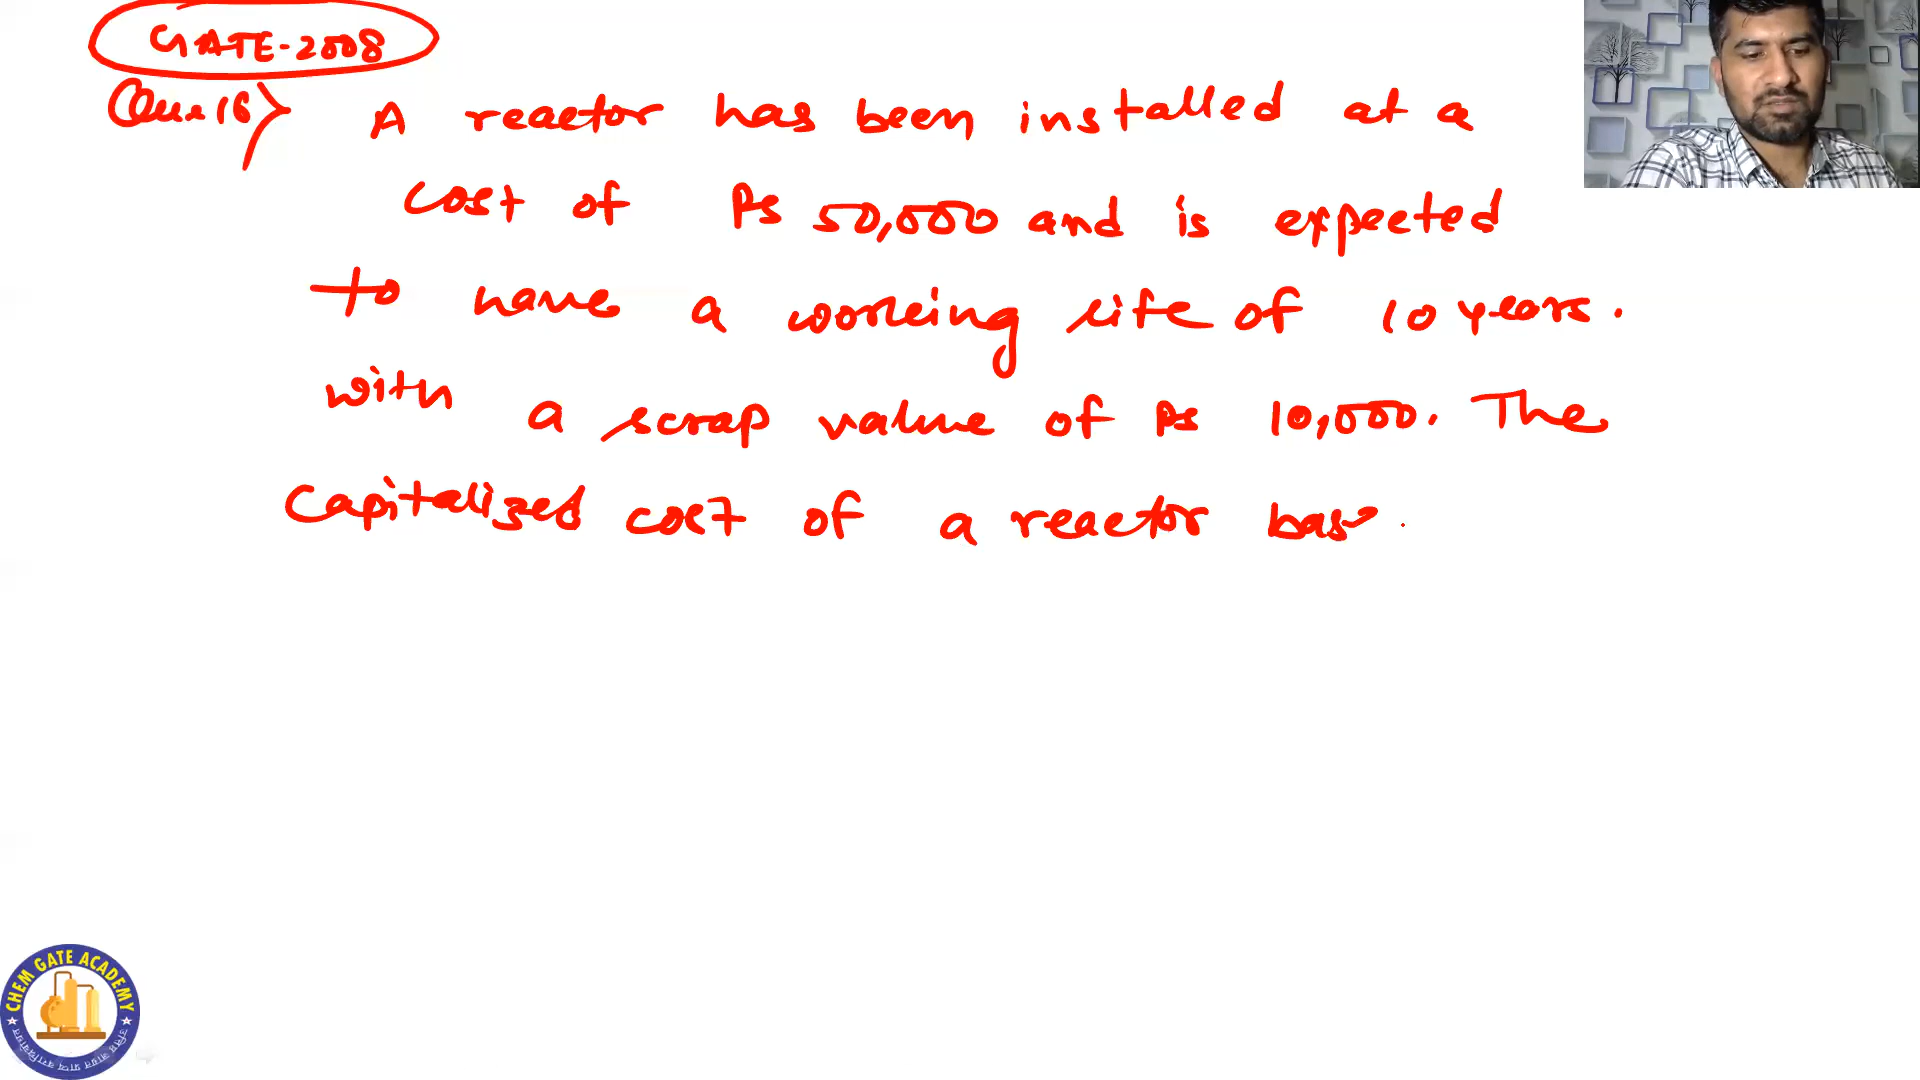 GATE-2008
Que 16> A reactor has been installed at a
cost of Rs 50,000 and is expected
to have a working life of 10 years.
with a scrap value of Rs 10,000. The
Capitalized cost of a reactor bas
CHEM GATE ACADEMY